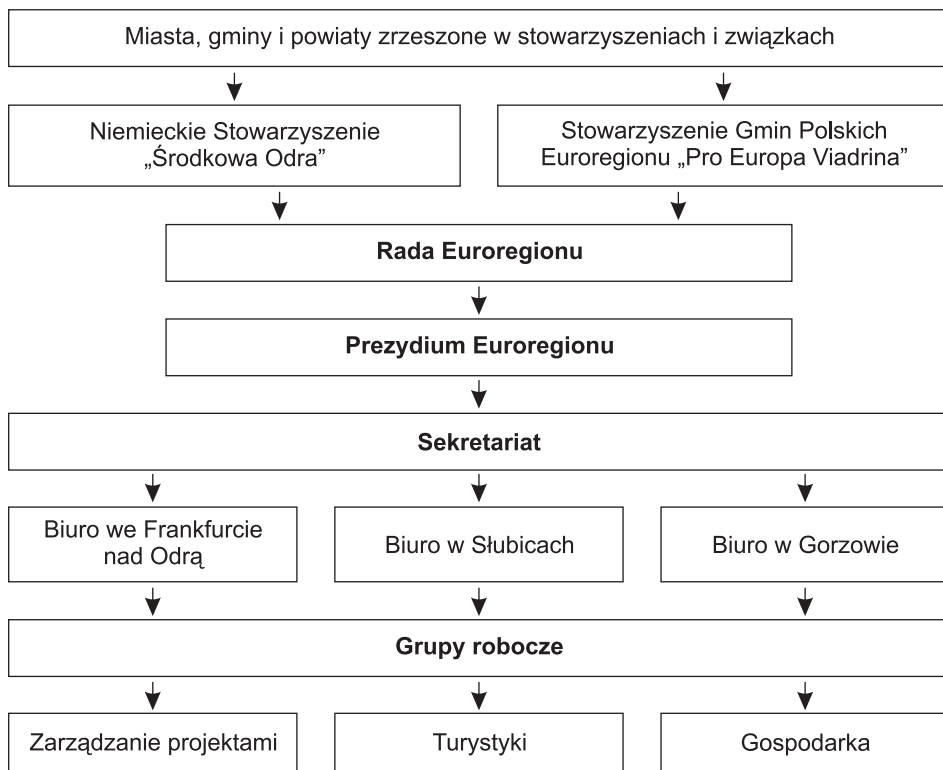 Miasta, gminy i powiaty zrzeszone w stowarzyszeniach i związkach
Niemieckie Stowarzyszenie
„Środkowa Odra”
Stowarzyszenie Gmin Polskich
Euroregionu „Pro Europa Viadrina”
Rada Euroregionu
Prezydium Euroregionu
Sekretariat
Biuro we Frankfurcie
nad Odrą
Biuro w Słubicach
Biuro w Gorzowie
Grupy robocze
Zarządzanie projektami
Turystyki
Gospodarka